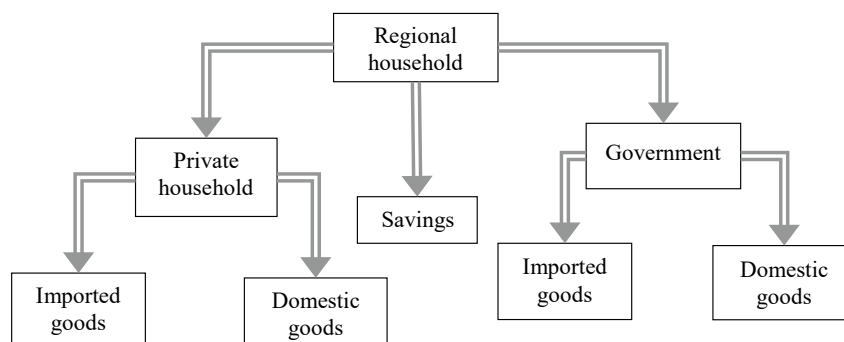 Regional
household
Private
household
Government
Savings
Imported
goods
Domestic
goods
Imported
goods
Domestic
goods